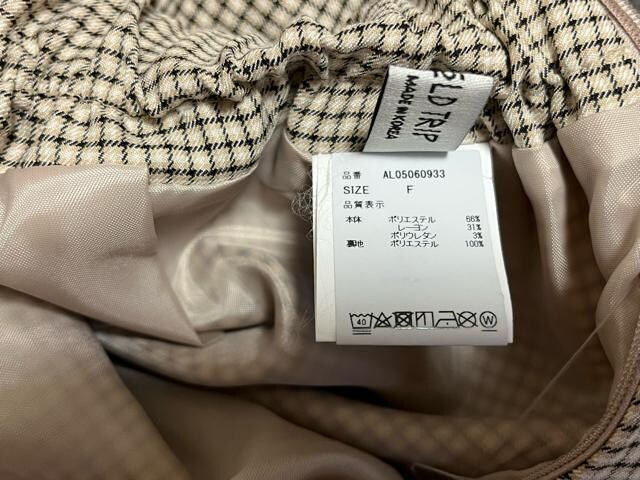 LD TRIP
MADE IN KOREA
品番 AL05060933
SIZE F
品質表示
本体 ポリエステル 66%
レーヨン 31%
ポリウレタン 3%
裏地 ポリエステル 100%
40
W